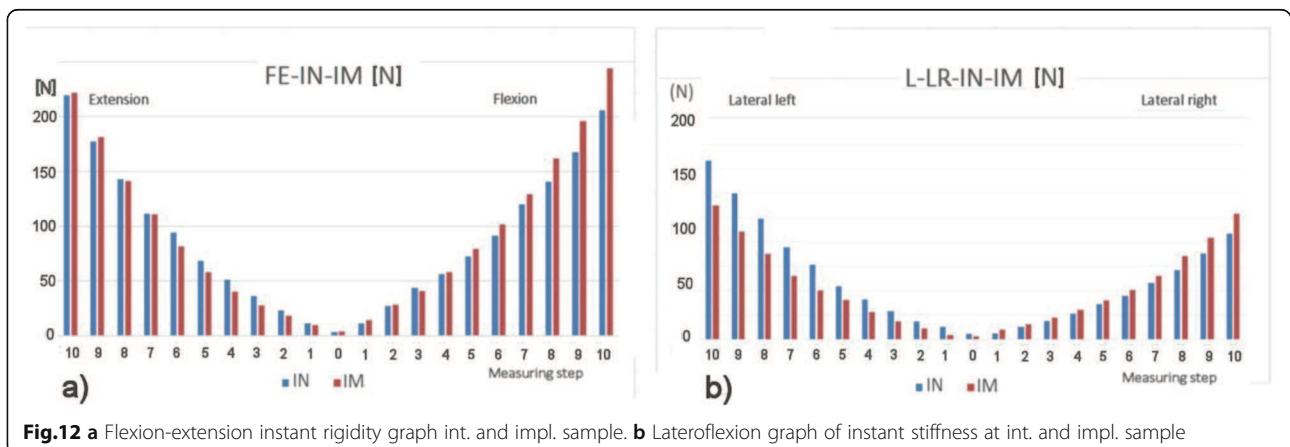 FE-IN-IM [N]
[N]
Extension
Flexion
200
150
100
50
0
10 9 8 7 6 5 4 3 2 1 0 1 2 3 4 5 6 7 8 9 10
Measuring step
IN IM
a)
L-LR-IN-IM [N]
(N)
Lateral left
Lateral right
200
150
100
50
0
10 9 8 7 6 5 4 3 2 1 0 1 2 3 4 5 6 7 8 9 10
Measuring step
IN IM
b)
Fig.12 a Flexion-extension instant rigidity graph int. and impl. sample. b Lateroflexion graph of instant stiffness at int. and impl. sample